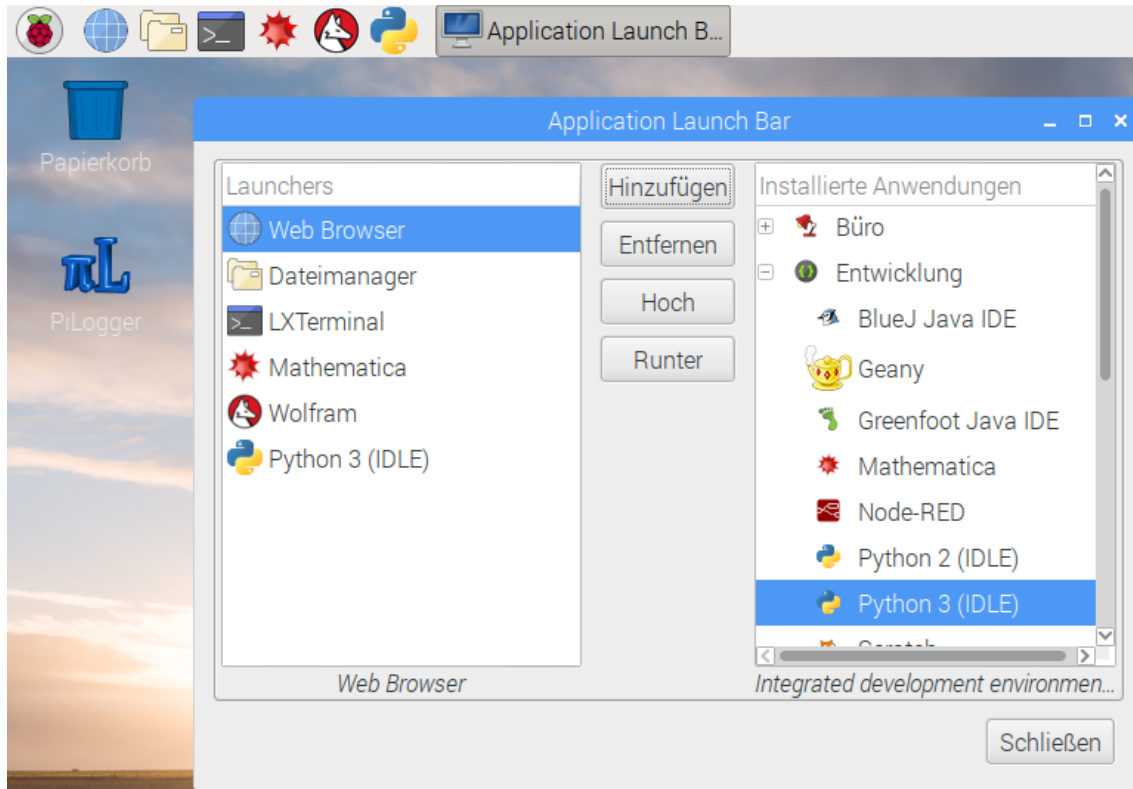 Application Launch B...
Papierkorb
πL
PiLogger
Application Launch Bar
Launchers
Web Browser
Dateimanager
LXTerminal
Mathematica
Wolfram
Python 3 (IDLE)
Web Browser
Hinzufügen
Entfernen
Hoch
Runter
Installierte Anwendungen
Büro
Entwicklung
BlueJ Java IDE
Geany
Greenfoot Java IDE
Mathematica
Node-RED
Python 2 (IDLE)
Python 3 (IDLE)
Scratch
Integrated development environmen...
Schließen